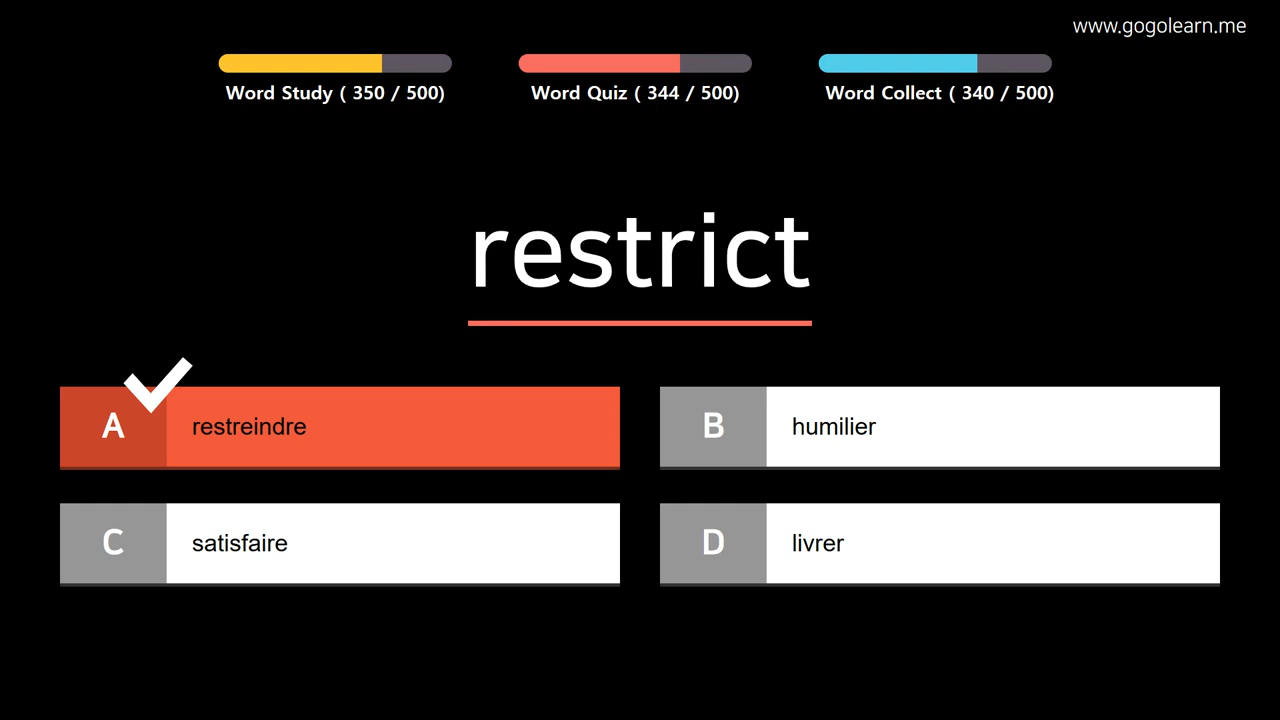 www.gogolearn.me
Word Study ( 350 / 500)
Word Quiz ( 344 / 500)
Word Collect ( 340 / 500)
restrict
A restreindre
B humilier
C satisfaire
D livrer